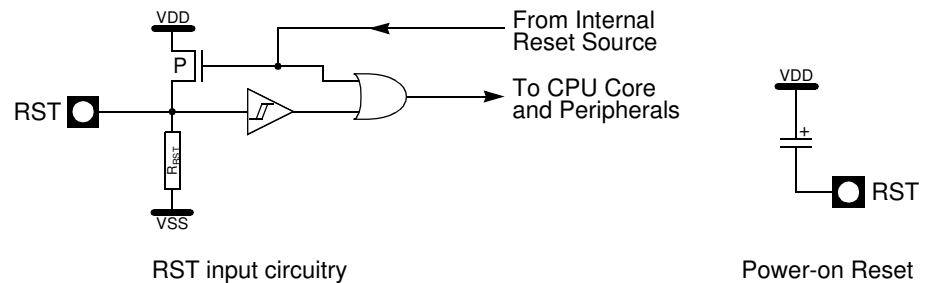 VDD
From Internal
Reset Source
P
To CPU Core
and Peripherals
RST
RRST
VSS
RST input circuitry
VDD
+
RST
Power-on Reset